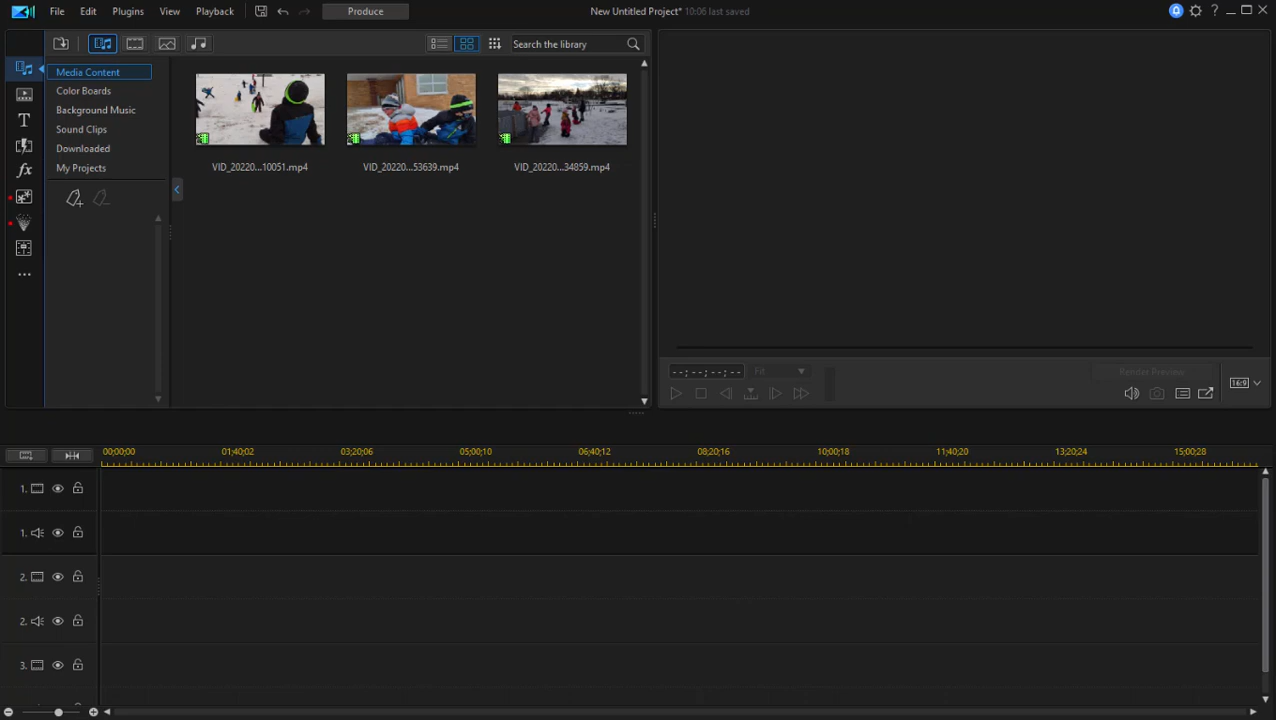 File Edit Plugins View Playback Produce New Untitled Project* 10:06 last saved ?
Search the library
Media Content
Color Boards
Background Music
Sound Clips
Downloaded
My Projects
T
fx
VID_20220...10051.mp4 VID_20220...53639.mp4 VID_20220...34859.mp4
--;--;--;-- Fit Render Preview
16:9
00;00;00 01;40;02 03;20;06 05;00;10 06;40;12 08;20;16 10;00;18 11;40;20 13;20;24 15;00;28
1.
1.
2.
2.
3.